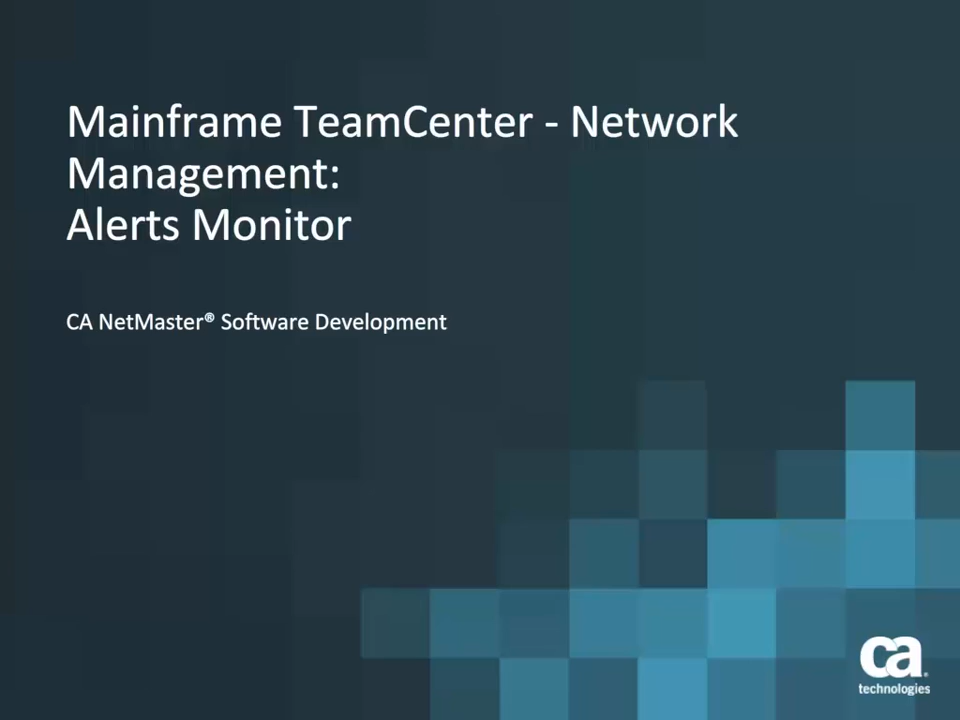 Mainframe TeamCenter - Network
Management:
Alerts Monitor
CA NetMaster® Software Development
ca®
technologies